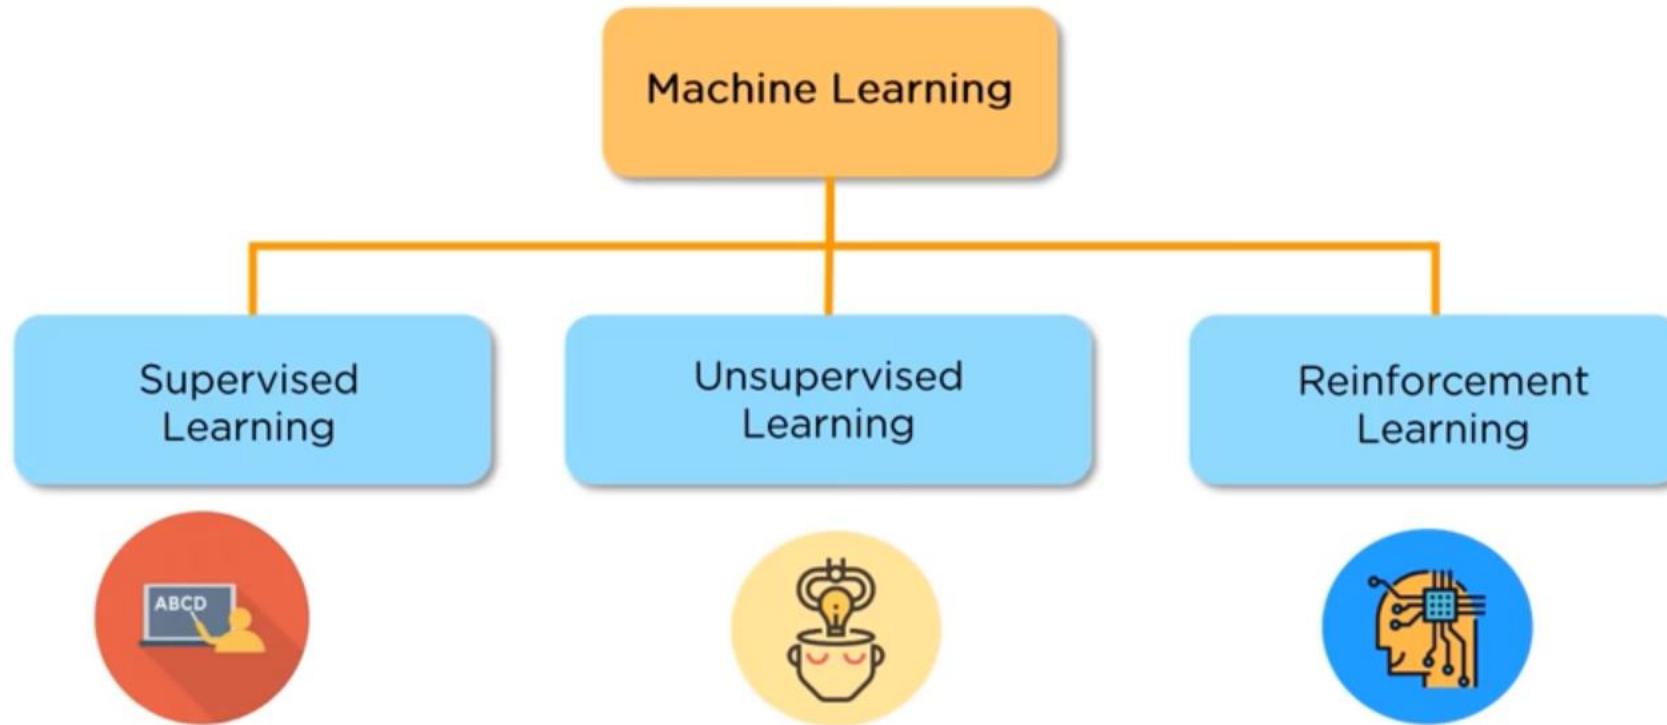 Machine Learning
Supervised
Learning
Unsupervised
Learning
Reinforcement
Learning
ABCD